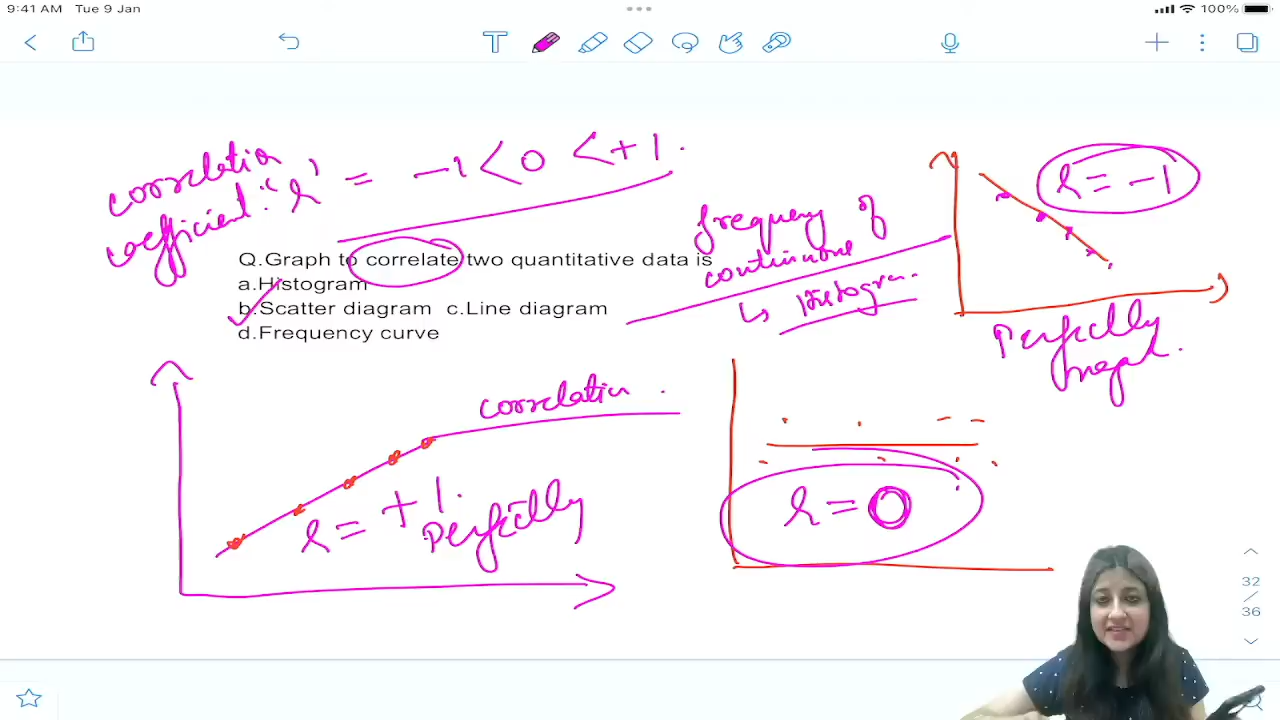 9:41 AM Tue 9 Jan
100%
T
correlation
coefficient "r" = -1 < 0 < +1.
r = -1
frequency of
continuous
↳ Histogram.
Q.Graph to correlate two quantitative data is
a.Histogram
b.Scatter diagram c.Line diagram
d.Frequency curve
Perfectly
correlation.
r = +1.
Perfectly
r = 0
32
/
36